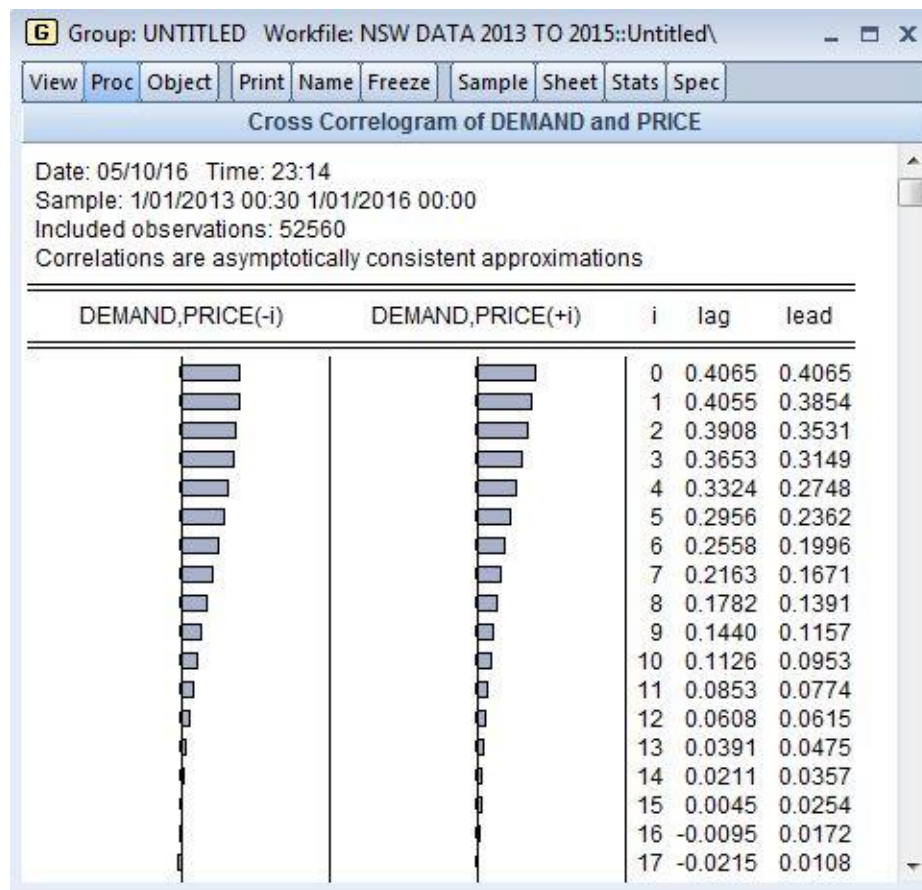 G Group: UNTITLED Workfile: NSW DATA 2013 TO 2015::Untitled\
View Proc Object Print Name Freeze Sample Sheet Stats Spec
Cross Correlogram of DEMAND and PRICE
Date: 05/10/16 Time: 23:14
Sample: 1/01/2013 00:30 1/01/2016 00:00
Included observations: 52560
Correlations are asymptotically consistent approximations
DEMAND,PRICE(-i) DEMAND,PRICE(+i) i lag lead
0 0.4065 0.4065
1 0.4055 0.3854
2 0.3908 0.3531
3 0.3653 0.3149
4 0.3324 0.2748
5 0.2956 0.2362
6 0.2558 0.1996
7 0.2163 0.1671
8 0.1782 0.1391
9 0.1440 0.1157
10 0.1126 0.0953
11 0.0853 0.0774
12 0.0608 0.0615
13 0.0391 0.0475
14 0.0211 0.0357
15 0.0045 0.0254
16 -0.0095 0.0172
17 -0.0215 0.0108